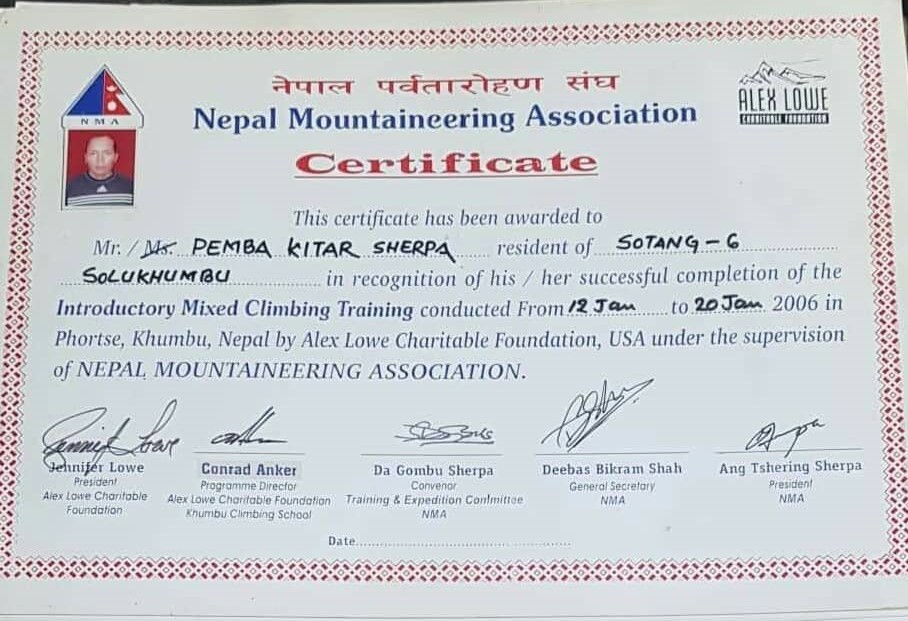 नेपाल पर्वतारोहण संघ
Nepal Mountaineering Association
NMA
ALEX LOWE
CHARITABLE FOUNDATION
Certificate
This certificate has been awarded to
Mr. / Ms. PEMBA KITAR SHERPA resident of SOTANG-6
SOLUKHUMBU in recognition of his / her successful completion of the
Introductory Mixed Climbing Training conducted From 12 Jan to 20 Jan 2006 in
Phortse, Khumbu, Nepal by Alex Lowe Charitable Foundation, USA under the supervision
of NEPAL MOUNTAINEERING ASSOCIATION.
Jennifer Lowe
President
Alex Lowe Charitable
Foundation
Conrad Anker
Programme Director
Alex Lowe Charitable Foundation
Khumbu Climbing School
Da Gombu Sherpa
Convenor
Training & Expedition Committee
NMA
Deebas Bikram Shah
General Secretary
NMA
Ang Tshering Sherpa
President
NMA
Date